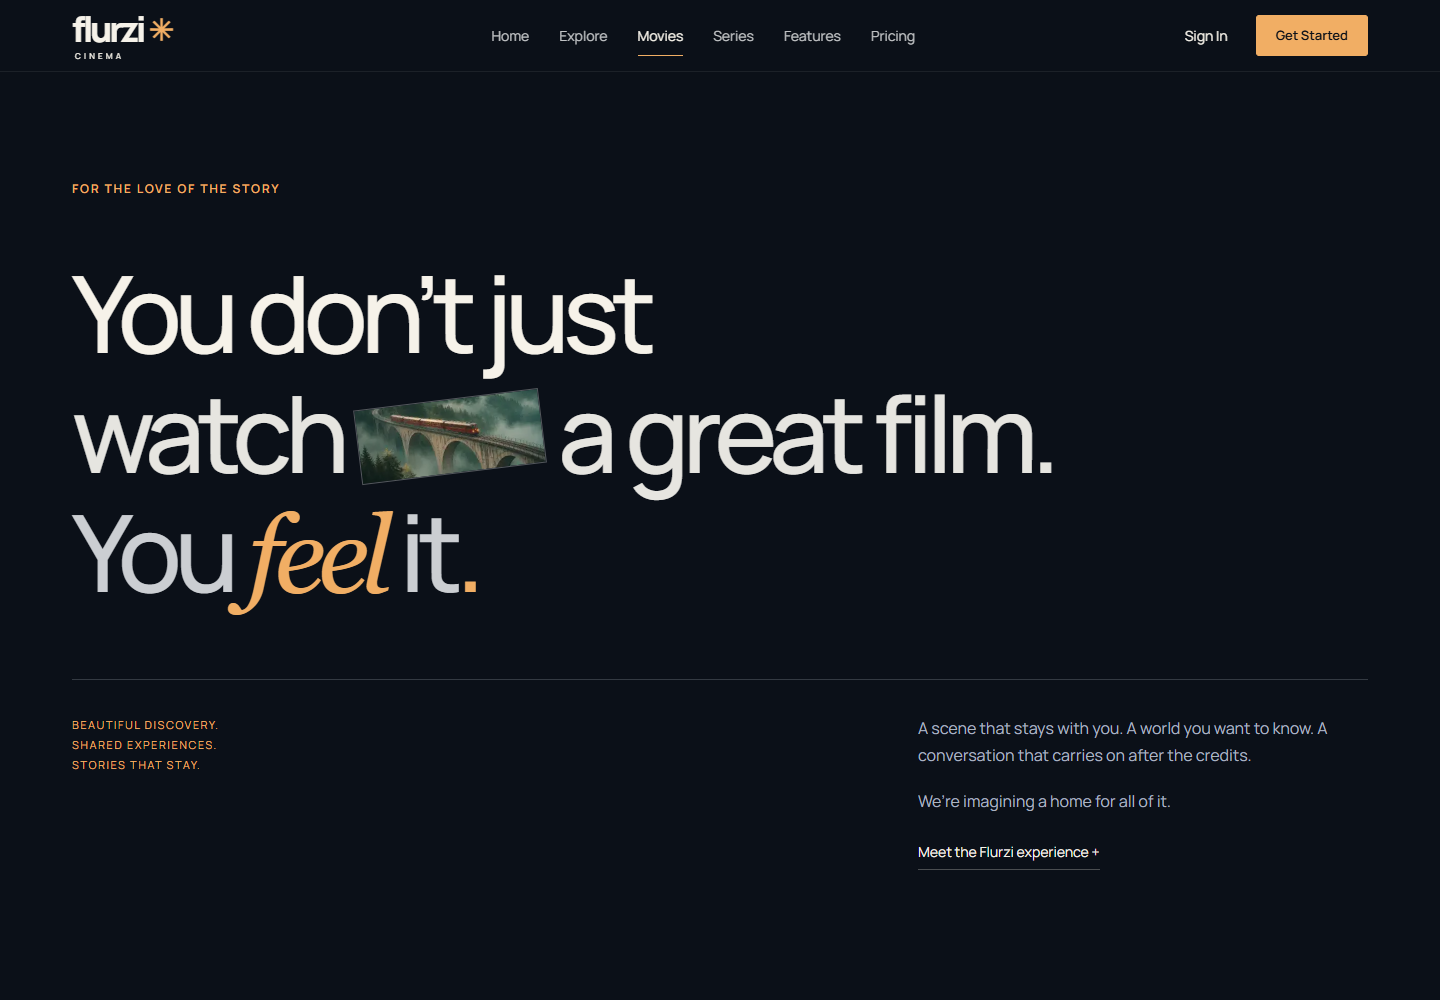 flurzi
CINEMA
Home Explore Movies Series Features Pricing
Sign In Get Started
FOR THE LOVE OF THE STORY
You don’t just
watch a great film.
You feel it.
BEAUTIFUL DISCOVERY.
SHARED EXPERIENCES.
STORIES THAT STAY.
A scene that stays with you. A world you want to know. A
conversation that carries on after the credits.
We’re imagining a home for all of it.
Meet the Flurzi experience +